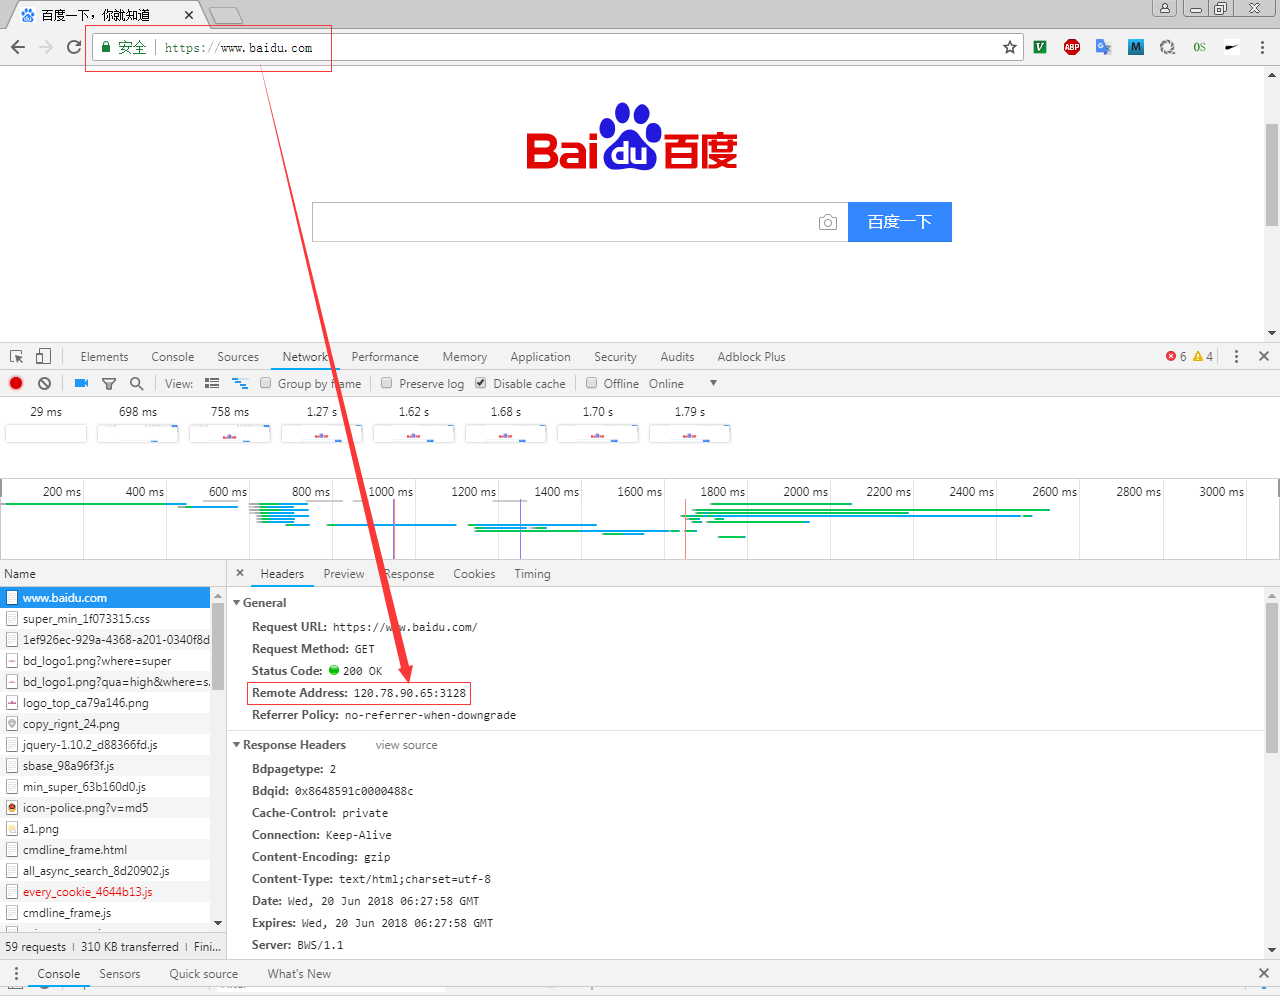 百度一下，你就知道
安全 https://www.baidu.com
ABP
M
OS
Bai du 百度
百度一下
Elements Console Sources Network Performance Memory Application Security Audits Adblock Plus 6 4
View: Group by frame Preserve log Disable cache Offline Online
29 ms 698 ms 758 ms 1.27 s 1.62 s 1.68 s 1.70 s 1.79 s
200 ms 400 ms 600 ms 800 ms 1000 ms 1200 ms 1400 ms 1600 ms 1800 ms 2000 ms 2200 ms 2400 ms 2600 ms 2800 ms 3000 ms
Name
www.baidu.com
super_min_1f073315.css
1ef926ec-929a-4368-a201-0340f8d
bd_logo1.png?where=super
bd_logo1.png?qua=high&where=s.
logo_top_ca79a146.png
copy_rignt_24.png
jquery-1.10.2_d88366fd.js
sbase_98a96f3f.js
min_super_63b160d0.js
icon-police.png?v=md5
a1.png
cmdline_frame.html
all_async_search_8d20902.js
every_cookie_4644b13.js
cmdline_frame.js
59 requests | 310 KB transferred | Fini...
Headers Preview Response Cookies Timing
General
Request URL: https://www.baidu.com/
Request Method: GET
Status Code: 200 OK
Remote Address: 120.78.90.65:3128
Referrer Policy: no-referrer-when-downgrade
Response Headers view source
Bdpagetype: 2
Bdqid: 0x8648591c0000488c
Cache-Control: private
Connection: Keep-Alive
Content-Encoding: gzip
Content-Type: text/html;charset=utf-8
Date: Wed, 20 Jun 2018 06:27:58 GMT
Expires: Wed, 20 Jun 2018 06:27:58 GMT
Server: BWS/1.1
Console Sensors Quick source What's New